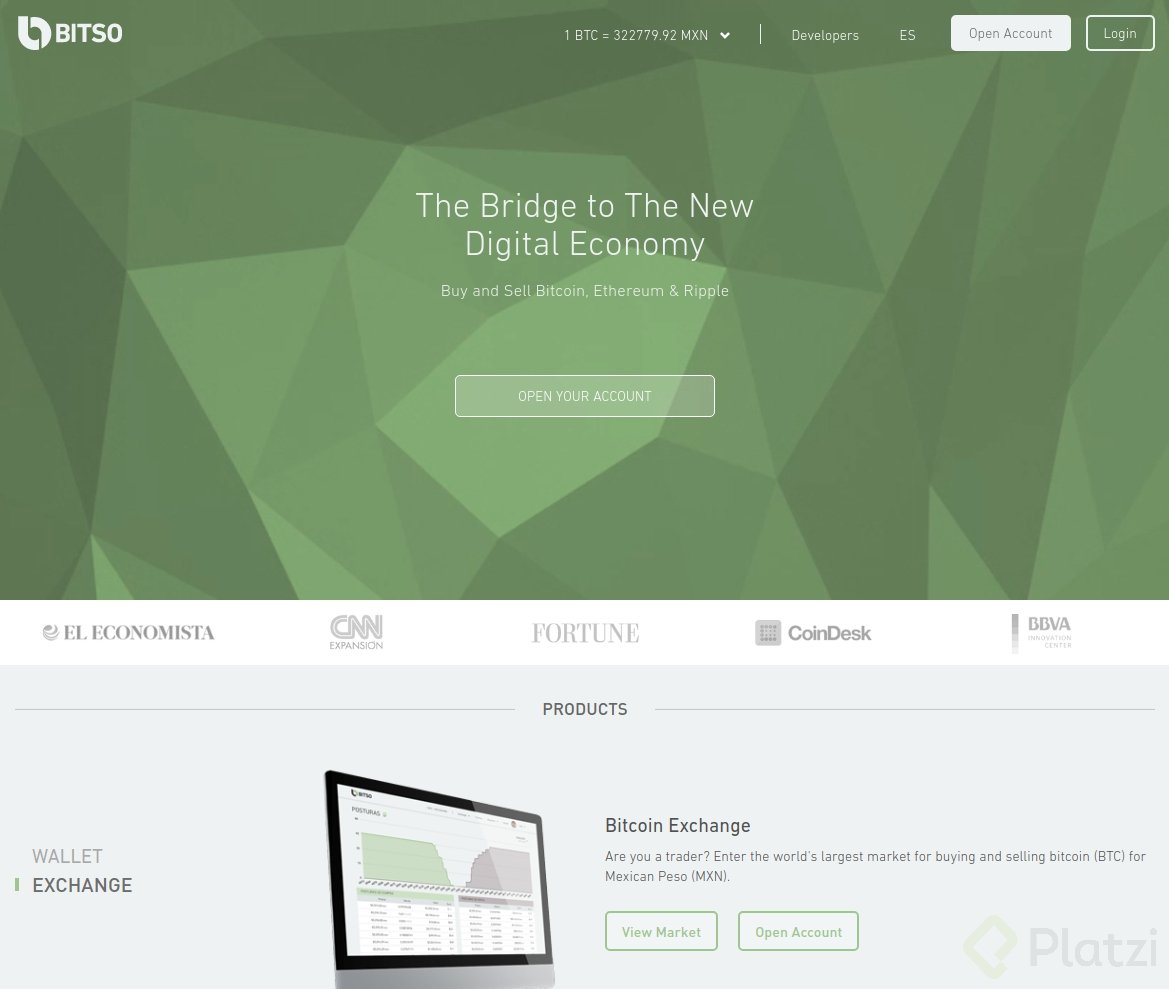 BITSO
1 BTC = 322779.92 MXN
Developers
ES
Open Account
Login
The Bridge to The New
Digital Economy
Buy and Sell Bitcoin, Ethereum & Ripple
OPEN YOUR ACCOUNT
EL ECONOMISTA
CNN
EXPANSIÓN
FORTUNE
CoinDesk
BBVA
INNOVATION
CENTER
PRODUCTS
WALLET
EXCHANGE
BITSO
POSTURAS
Bitcoin Exchange
Are you a trader? Enter the world's largest market for buying and selling bitcoin (BTC) for
Mexican Peso (MXN).
View Market
Open Account
Platzi